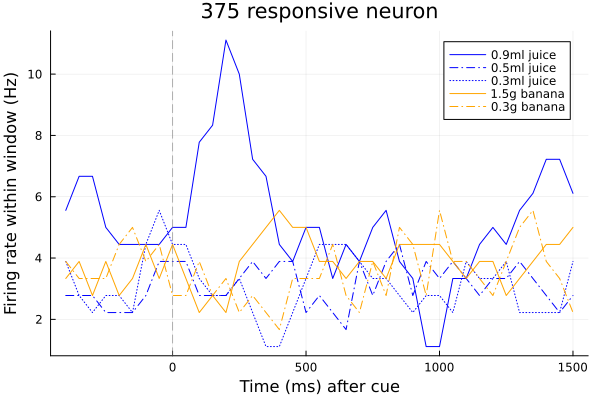 375 responsive neuron
Firing rate within window (Hz)
10
8
6
4
2
0.9ml juice
0.5ml juice
0.3ml juice
1.5g banana
0.3g banana
0
500
1000
1500
Time (ms) after cue